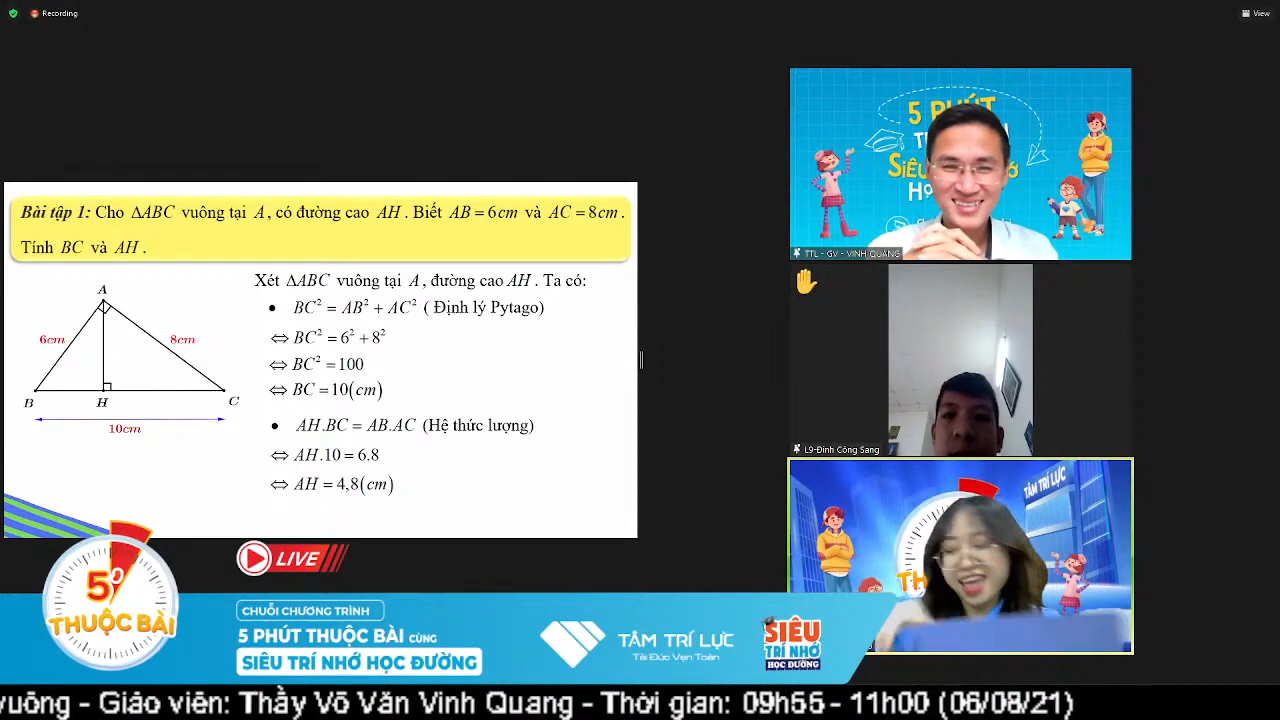 Recording
View
Bài tập 1: Cho ΔABC vuông tại A, có đường cao AH. Biết AB = 6cm và AC = 8cm.
Tính BC và AH.
Xét ΔABC vuông tại A, đường cao AH. Ta có:
• BC² = AB² + AC² ( Định lý Pytago)
⇔ BC² = 6² + 8²
⇔ BC² = 100
⇔ BC = 10(cm)
• AH.BC = AB.AC (Hệ thức lượng)
⇔ AH.10 = 6.8
⇔ AH = 4,8(cm)
A
6cm
8cm
B
H
C
10cm
5 PHÚT
TTL - GV - VINH QUANG
L9-Đinh Công Sang
TÂM TRÍ LỰC
5
THUỘC BÀI
LIVE
CHUỖI CHƯƠNG TRÌNH
5 PHÚT THUỘC BÀI CÙNG
SIÊU TRÍ NHỚ HỌC ĐƯỜNG
TÂM TRÍ LỰC
Tài Đức Vẹn Toàn
SIÊU
TRÍ NHỚ
HỌC ĐƯỜNG
vuông - Giáo viên: Thầy Võ Văn Vinh Quang - Thời gian: 09h55 - 11h00 (06/08/21)